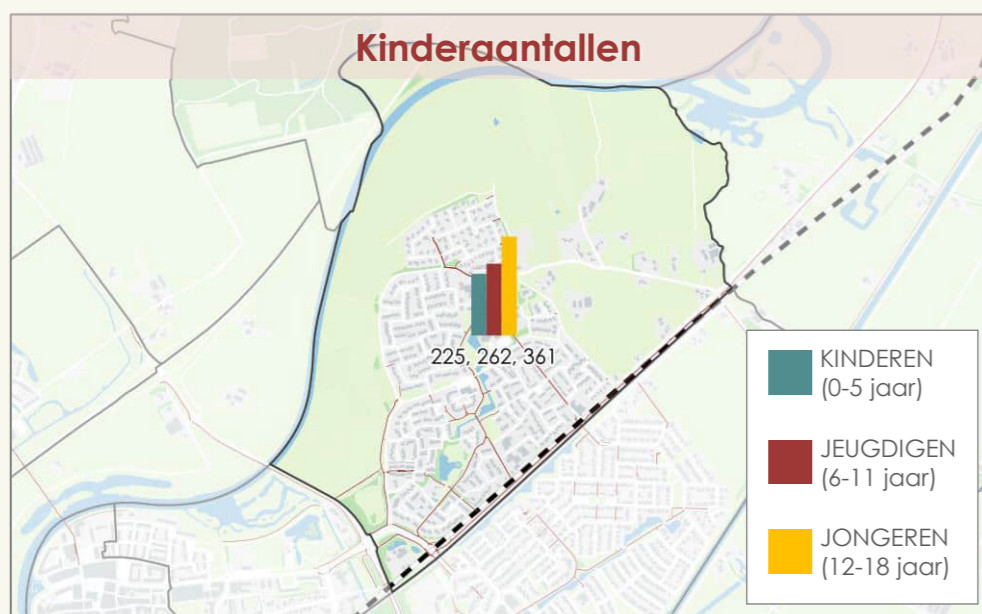 Kinderaantallen
225, 262, 361
KINDEREN
(0-5 jaar)
JEUGDIGEN
(6-11 jaar)
JONGEREN
(12-18 jaar)